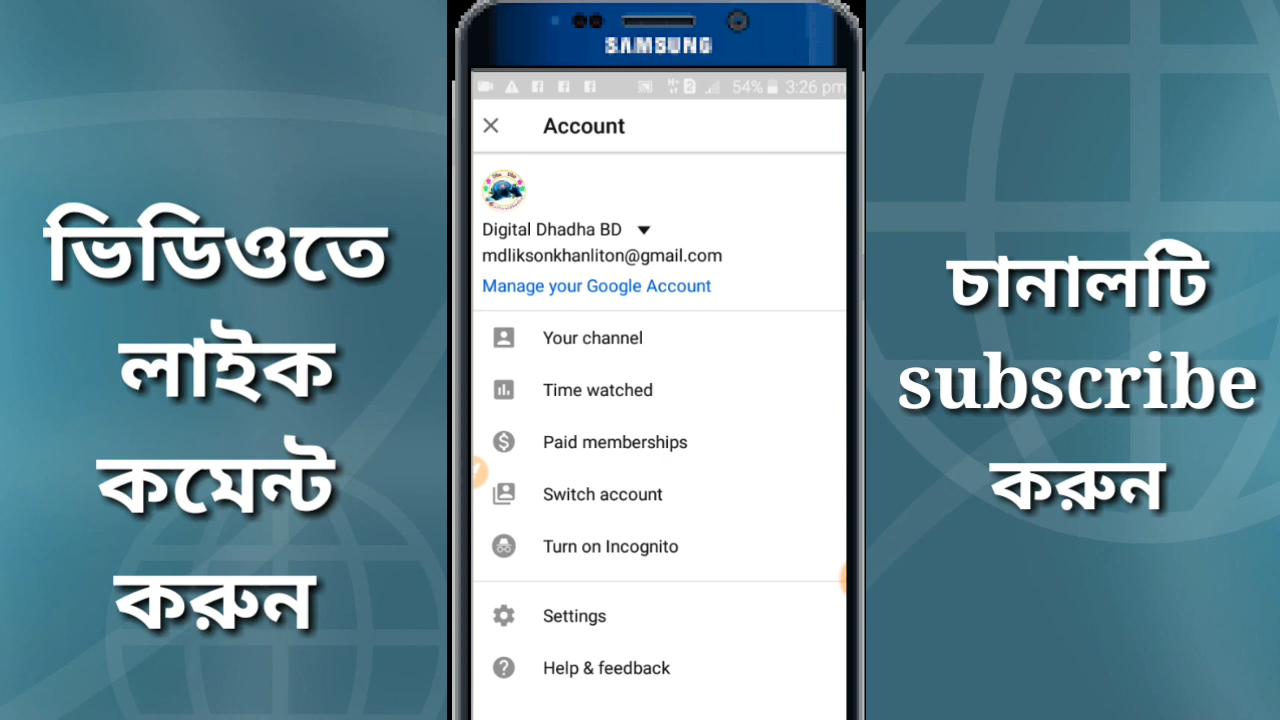 ভিডিওতে
লাইক
কমেন্ট
করুন
SAMSUNG
54% 3:26 pm
Account
Digital Dhadha BD
mdliksonkhanliton@gmail.com
Manage your Google Account
Your channel
Time watched
Paid memberships
Switch account
Turn on Incognito
Settings
Help & feedback
চানালটি
subscribe
করুন